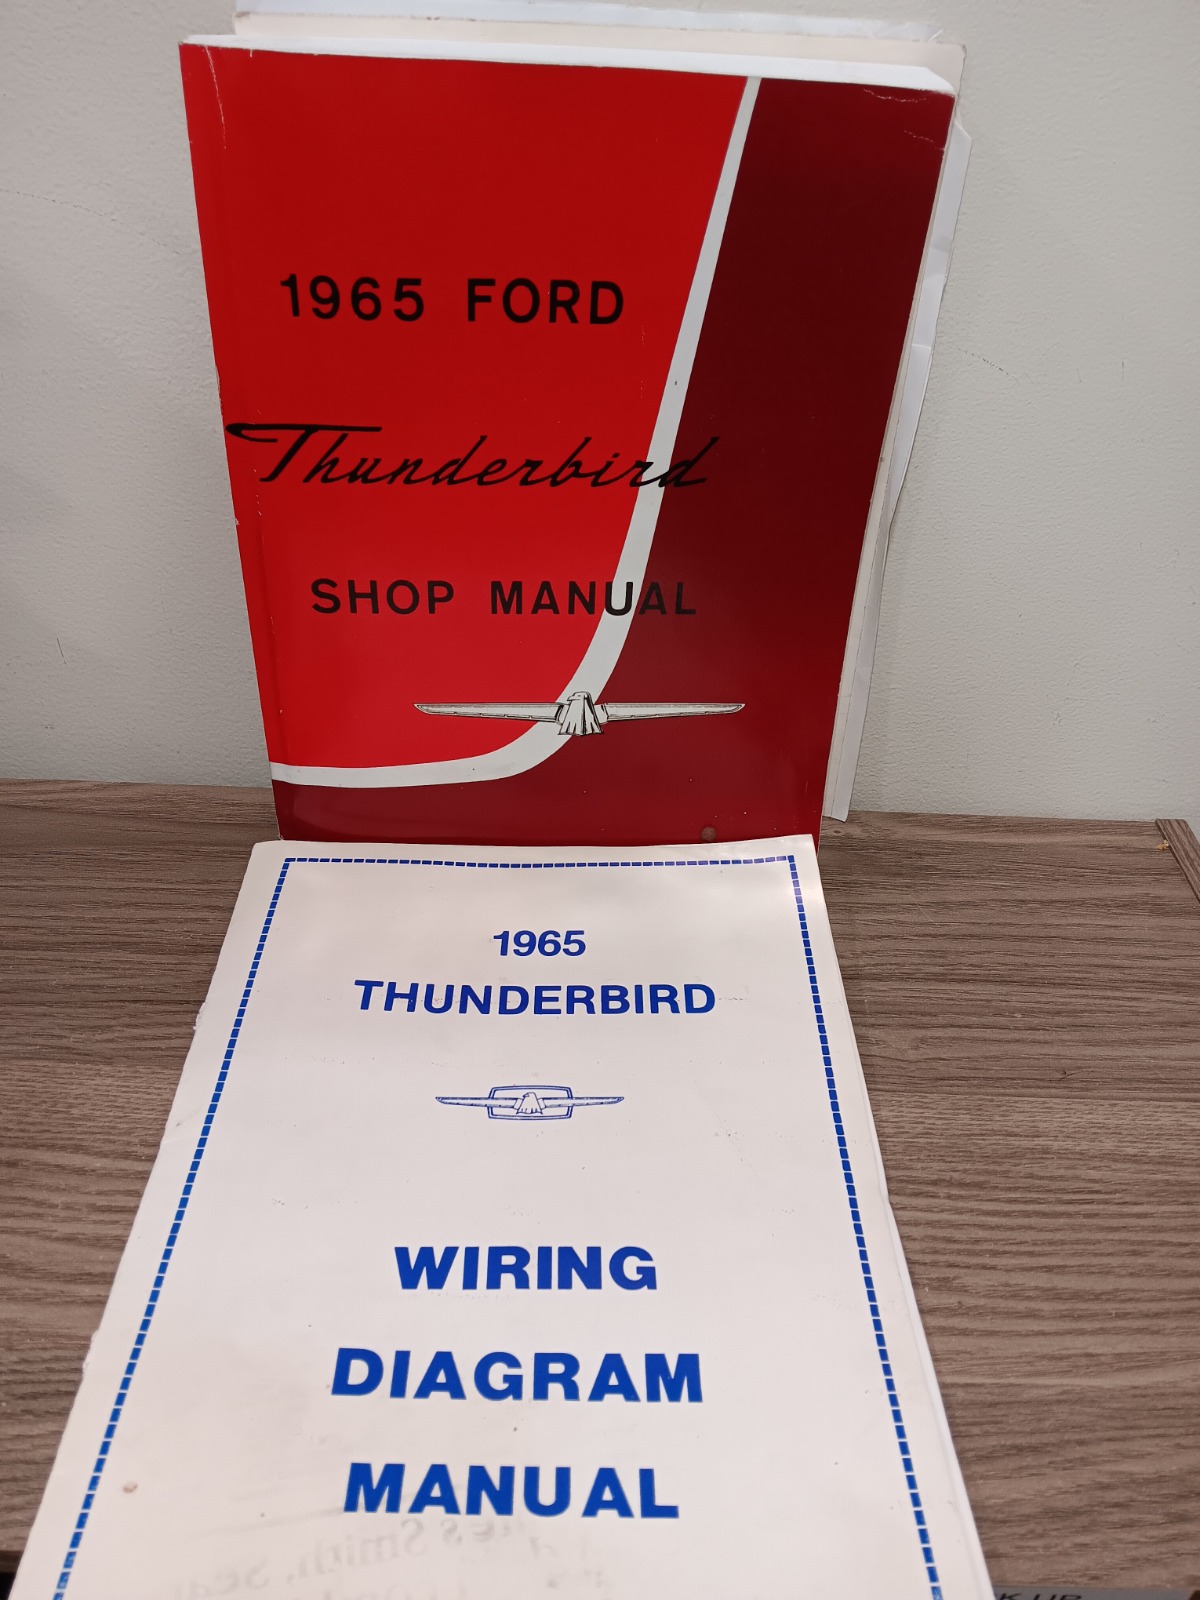 1965 FORD
Thunderbird
SHOP MANUAL
1965
THUNDERBIRD
WIRING
DIAGRAM
MANUAL